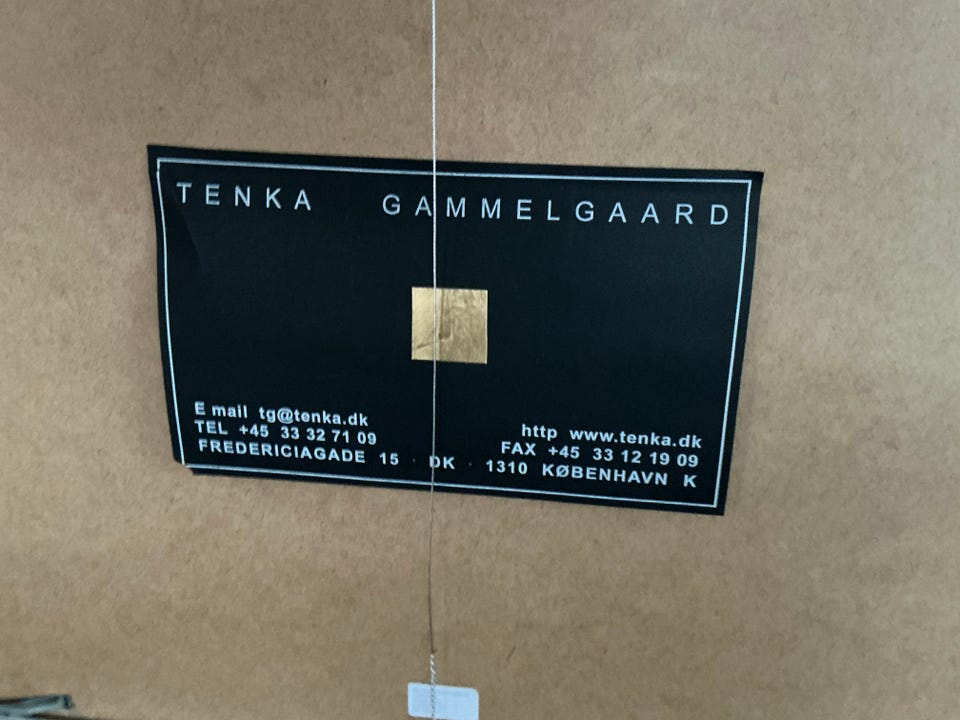 TENKA GAMMELGAARD
E mail tg@tenka.dk
TEL +45 33 32 71 09
http www.tenka.dk
FAX +45 33 12 19 09
FREDERICIAGADE 15 · DK · 1310 KØBENHAVN K